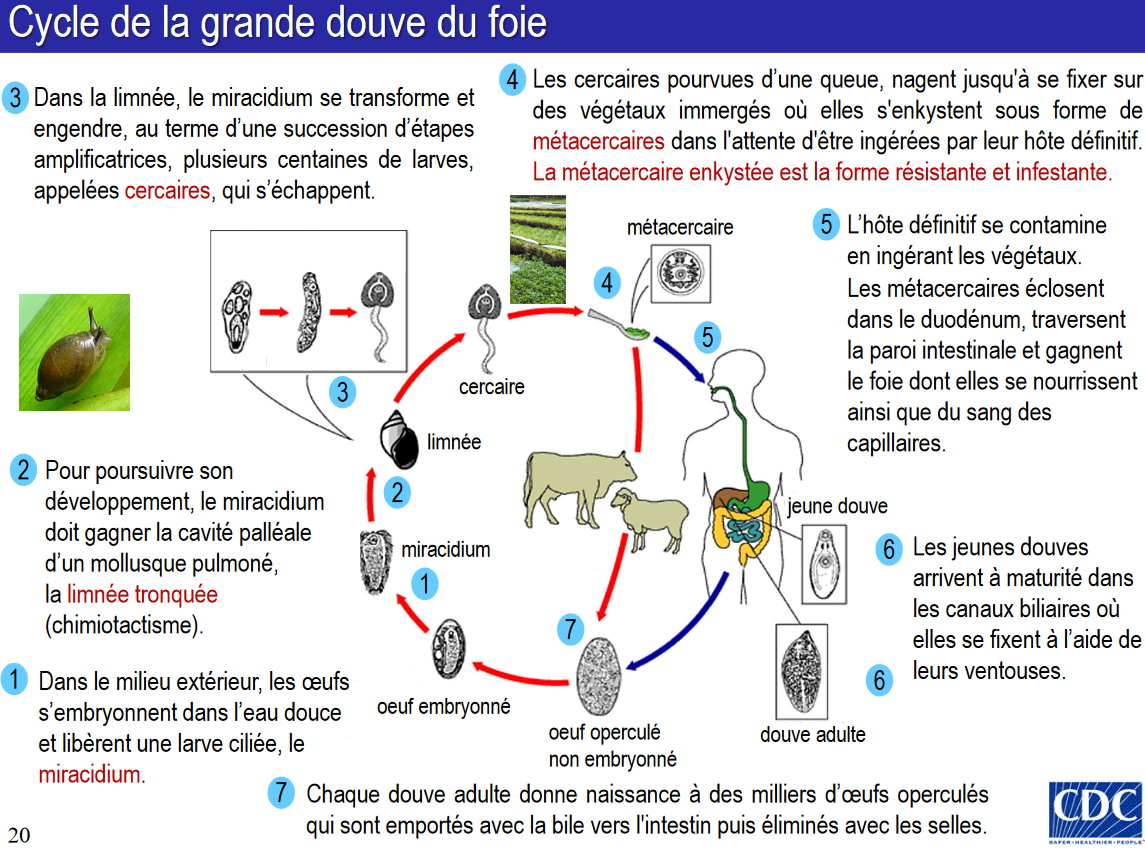 Cycle de la grande douve du foie
3 Dans la limnée, le miracidium se transforme et
engendre, au terme d’une succession d’étapes
amplificatrices, plusieurs centaines de larves,
appelées cercaires, qui s’échappent.
4 Les cercaires pourvues d’une queue, nagent jusqu'à se fixer sur
des végétaux immergés où elles s'enkystent sous forme de
métacercaires dans l'attente d'être ingérées par leur hôte définitif.
La métacercaire enkystée est la forme résistante et infestante.
métacercaire
5 L’hôte définitif se contamine
en ingérant les végétaux.
Les métacercaires éclosent
dans le duodénum, traversent
la paroi intestinale et gagnent
le foie dont elles se nourrissent
ainsi que du sang des
capillaires.
4
5
3
cercaire
limnée
2
2 Pour poursuivre son
développement, le miracidium
doit gagner la cavité palléale
d’un mollusque pulmoné,
la limnée tronquée
(chimiotactisme).
miracidium
1
jeune douve
6 Les jeunes douves
arrivent à maturité dans
les canaux biliaires où
elles se fixent à l’aide de
leurs ventouses.
6
7
1 Dans le milieu extérieur, les œufs
s’embryonnent dans l’eau douce
et libèrent une larve ciliée, le
miracidium.
oeuf embryonné
oeuf operculé
non embryonné
douve adulte
7 Chaque douve adulte donne naissance à des milliers d’œufs operculés
qui sont emportés avec la bile vers l'intestin puis éliminés avec les selles.
CDC
SAFER•HEALTHIER•PEOPLE™
20